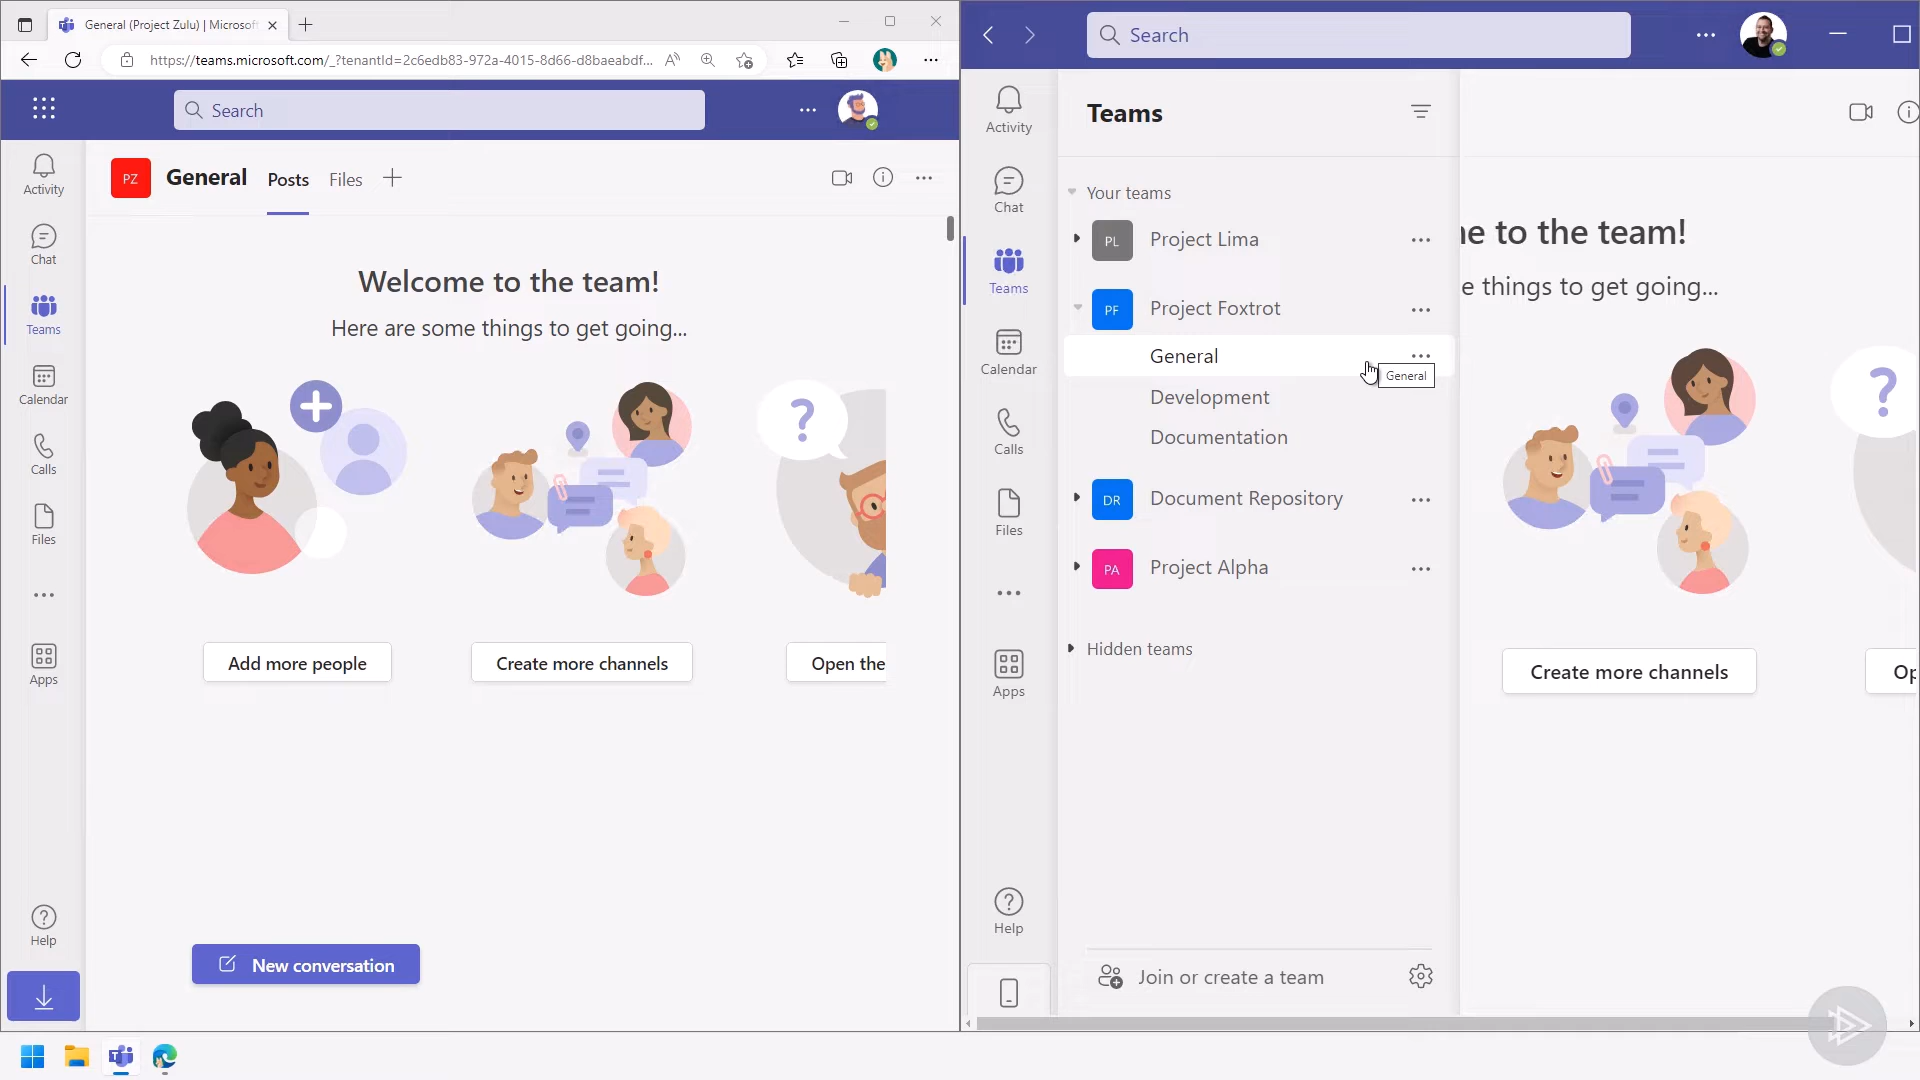 General (Project Zulu) | Microsoft
https://teams.microsoft.com/_?tenantId=2c6edb83-972a-4015-8d66-d8baeabdf...
Search
Activity
Chat
Teams
Calendar
Calls
Files
Apps
Help
PZ
General
Posts
Files
Welcome to the team!
Here are some things to get going...
?
Add more people
Create more channels
Open the
New conversation
Search
Activity
Chat
Teams
Calendar
Calls
Files
Apps
Help
Teams
Your teams
PL Project Lima
PF Project Foxtrot
General
General
Development
Documentation
DR Document Repository
PA Project Alpha
Hidden teams
Join or create a team
to the team!
things to get going...
?
Create more channels